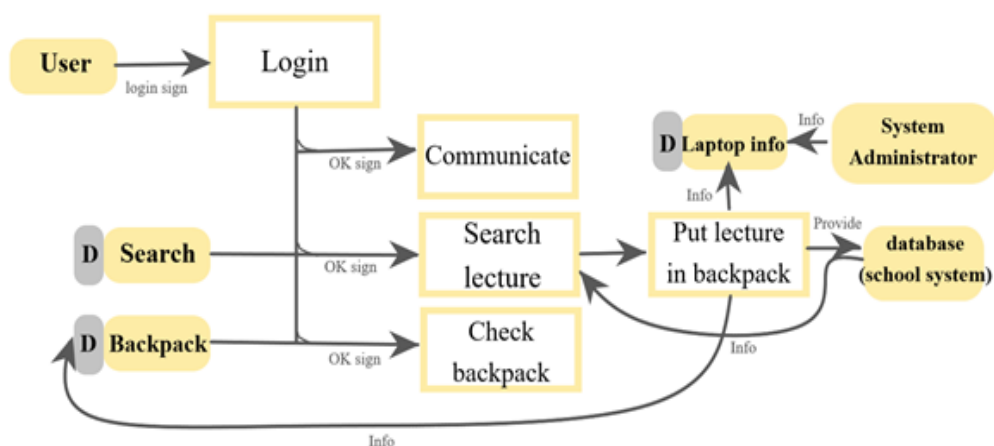 User
login sign
Login
OK sign
Communicate
D
Laptop info
Info
System
Administrator
Info
D
Search
OK sign
Search
lecture
Put lecture
in backpack
Provide
database
(school system)
D
Backpack
OK sign
Check
backpack
Info
Info